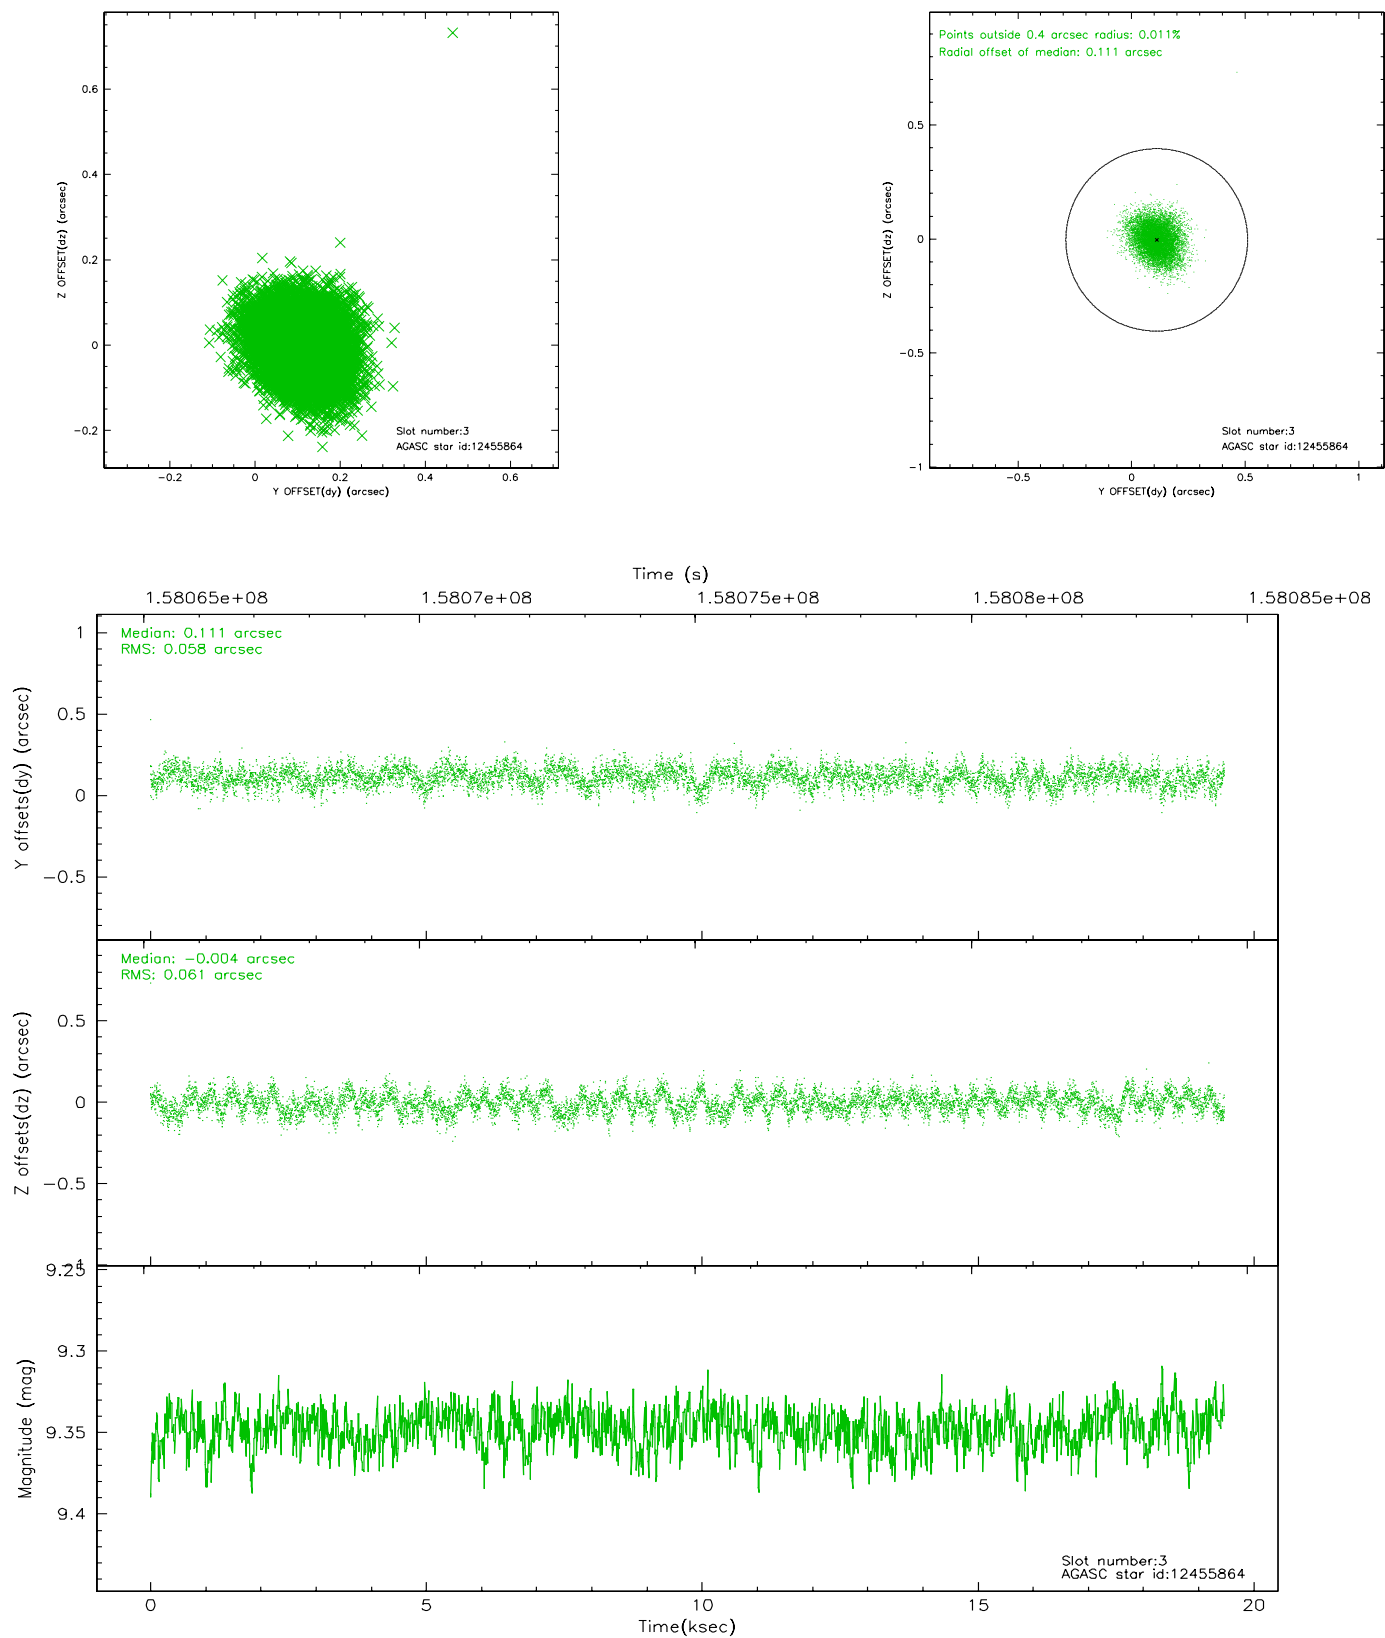 0.6
0.4
0.2
0
−0.2
Z OFFSET(dz) (arcsec)
Slot number:3
AGASC star id:12455864
−0.2 0 0.2 0.4 0.6
Y OFFSET(dy) (arcsec)
Points outside 0.4 arcsec radius: 0.011%
Radial offset of median: 0.111 arcsec
0.5
0
−0.5
−1
Z OFFSET(dz) (arcsec)
Slot number:3
AGASC star id:12455864
−0.5 0 0.5 1
Y OFFSET(dy) (arcsec)
Time (s)
1.58065e+08 1.5807e+08 1.58075e+08 1.5808e+08 1.58085e+08
Median: 0.111 arcsec
RMS: 0.058 arcsec
1
0.5
0
−0.5
Y offsets(dy) (arcsec)
Median: −0.004 arcsec
RMS: 0.061 arcsec
0.5
0
−0.5
−1
Z offsets(dz) (arcsec)
9.25
9.3
9.35
9.4
Magnitude (mag)
Slot number:3
AGASC star id:12455864
0 5 10 15 20
Time(ksec)